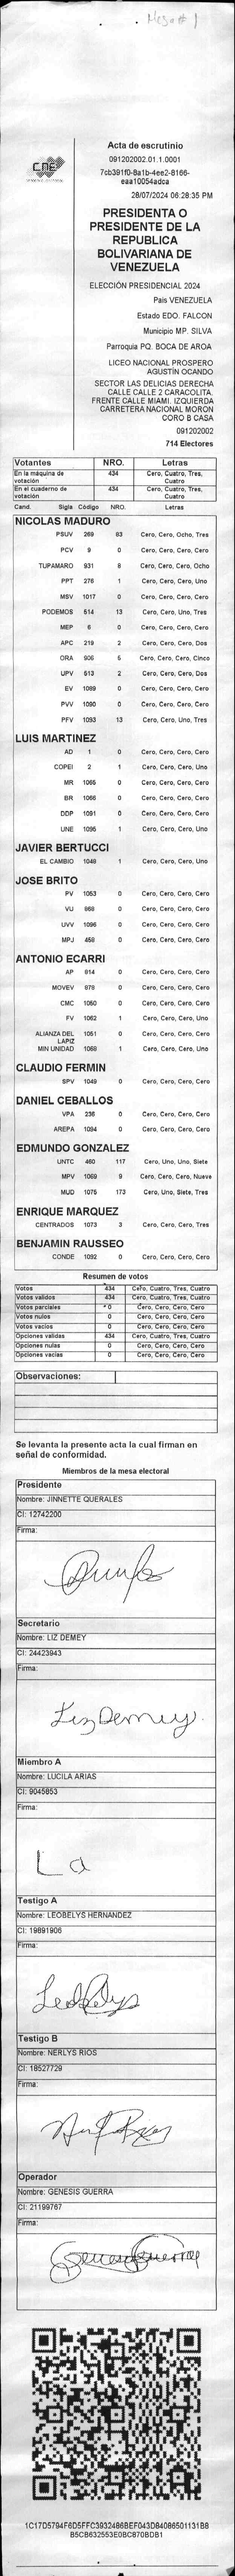 Mesa # 1
CNE
Acta de escrutinio
091202002.01.1.0001
7cb391f0-8a1b-4ee2-8166-
eaa10054adca
28/07/2024 06:28:35 PM
PRESIDENTA O
PRESIDENTE DE LA
REPUBLICA
BOLIVARIANA DE
VENEZUELA
ELECCIÓN PRESIDENCIAL 2024
País VENEZUELA
Estado EDO. FALCON
Municipio MP. SILVA
Parroquia PQ. BOCA DE AROA
LICEO NACIONAL PROSPERO
AGUSTÍN OCANDO
SECTOR LAS DELICIAS DERECHA
CALLE CALLE 2 CARACOLITA.
FRENTE CALLE MIAMI. IZQUIERDA
CARRETERA NACIONAL MORON
CORO B CASA
091202002
714 Electores
Votantes NRO. Letras
En la máquina de votación 434 Cero, Cuatro, Tres, Cuatro
En el cuaderno de votación 434 Cero, Cuatro, Tres, Cuatro
Cand. Sigla Código NRO. Letras
NICOLAS MADURO
PSUV 269 83 Cero, Cero, Ocho, Tres
PCV 9 0 Cero, Cero, Cero, Cero
TUPAMARO 931 8 Cero, Cero, Cero, Ocho
PPT 276 1 Cero, Cero, Cero, Uno
MSV 1017 0 Cero, Cero, Cero, Cero
PODEMOS 514 13 Cero, Cero, Uno, Tres
MEP 6 0 Cero, Cero, Cero, Cero
APC 219 2 Cero, Cero, Cero, Dos
ORA 906 5 Cero, Cero, Cero, Cinco
UPV 513 2 Cero, Cero, Cero, Dos
EV 1089 0 Cero, Cero, Cero, Cero
PVV 1090 0 Cero, Cero, Cero, Cero
PFV 1093 13 Cero, Cero, Uno, Tres
LUIS MARTINEZ
AD 1 0 Cero, Cero, Cero, Cero
COPEI 2 1 Cero, Cero, Cero, Uno
MR 1065 0 Cero, Cero, Cero, Cero
BR 1066 0 Cero, Cero, Cero, Cero
DDP 1091 0 Cero, Cero, Cero, Cero
UNE 1095 1 Cero, Cero, Cero, Uno
JAVIER BERTUCCI
EL CAMBIO 1048 1 Cero, Cero, Cero, Uno
JOSE BRITO
PV 1053 0 Cero, Cero, Cero, Cero
VU 868 0 Cero, Cero, Cero, Cero
UVV 1096 0 Cero, Cero, Cero, Cero
MPJ 458 0 Cero, Cero, Cero, Cero
ANTONIO ECARRI
AP 814 0 Cero, Cero, Cero, Cero
MOVEV 878 0 Cero, Cero, Cero, Cero
CMC 1050 0 Cero, Cero, Cero, Cero
FV 1062 1 Cero, Cero, Cero, Uno
ALIANZA DEL LAPIZ 1051 0 Cero, Cero, Cero, Cero
MIN UNIDAD 1068 1 Cero, Cero, Cero, Uno
CLAUDIO FERMIN
SPV 1049 0 Cero, Cero, Cero, Cero
DANIEL CEBALLOS
VPA 236 0 Cero, Cero, Cero, Cero
AREPA 1094 0 Cero, Cero, Cero, Cero
EDMUNDO GONZALEZ
UNTC 460 117 Cero, Uno, Uno, Siete
MPV 1069 9 Cero, Cero, Cero, Nueve
MUD 1075 173 Cero, Uno, Siete, Tres
ENRIQUE MARQUEZ
CENTRADOS 1073 3 Cero, Cero, Cero, Tres
BENJAMIN RAUSSEO
CONDE 1092 0 Cero, Cero, Cero, Cero
Resumen de votos
Votos 434 Cero, Cuatro, Tres, Cuatro
Votos validos 434 Cero, Cuatro, Tres, Cuatro
Votos parciales 0 Cero, Cero, Cero, Cero
Votos nulos 0 Cero, Cero, Cero, Cero
Votos vacíos 0 Cero, Cero, Cero, Cero
Opciones validas 434 Cero, Cuatro, Tres, Cuatro
Opciones nulas 0 Cero, Cero, Cero, Cero
Opciones vacías 0 Cero, Cero, Cero, Cero
Observaciones:
Se levanta la presente acta la cual firman en
señal de conformidad.
Miembros de la mesa electoral
Presidente
Nombre: JINNETTE QUERALES
CI: 12742200
Firma:
Secretario
Nombre: LIZ DEMEY
CI: 24423943
Firma:
Liz Demey
Miembro A
Nombre: LUCILA ARIAS
CI: 9045853
Firma:
La
Testigo A
Nombre: LEOBELYS HERNANDEZ
CI: 19891906
Firma:
Testigo B
Nombre: NERLYS RIOS
CI: 18527729
Firma:
Operador
Nombre: GENESIS GUERRA
CI: 21199767
Firma:
1C17D5794F6D5FFC3932486BEF043D84086501131B8
B5CB632553E0BC870BDB1